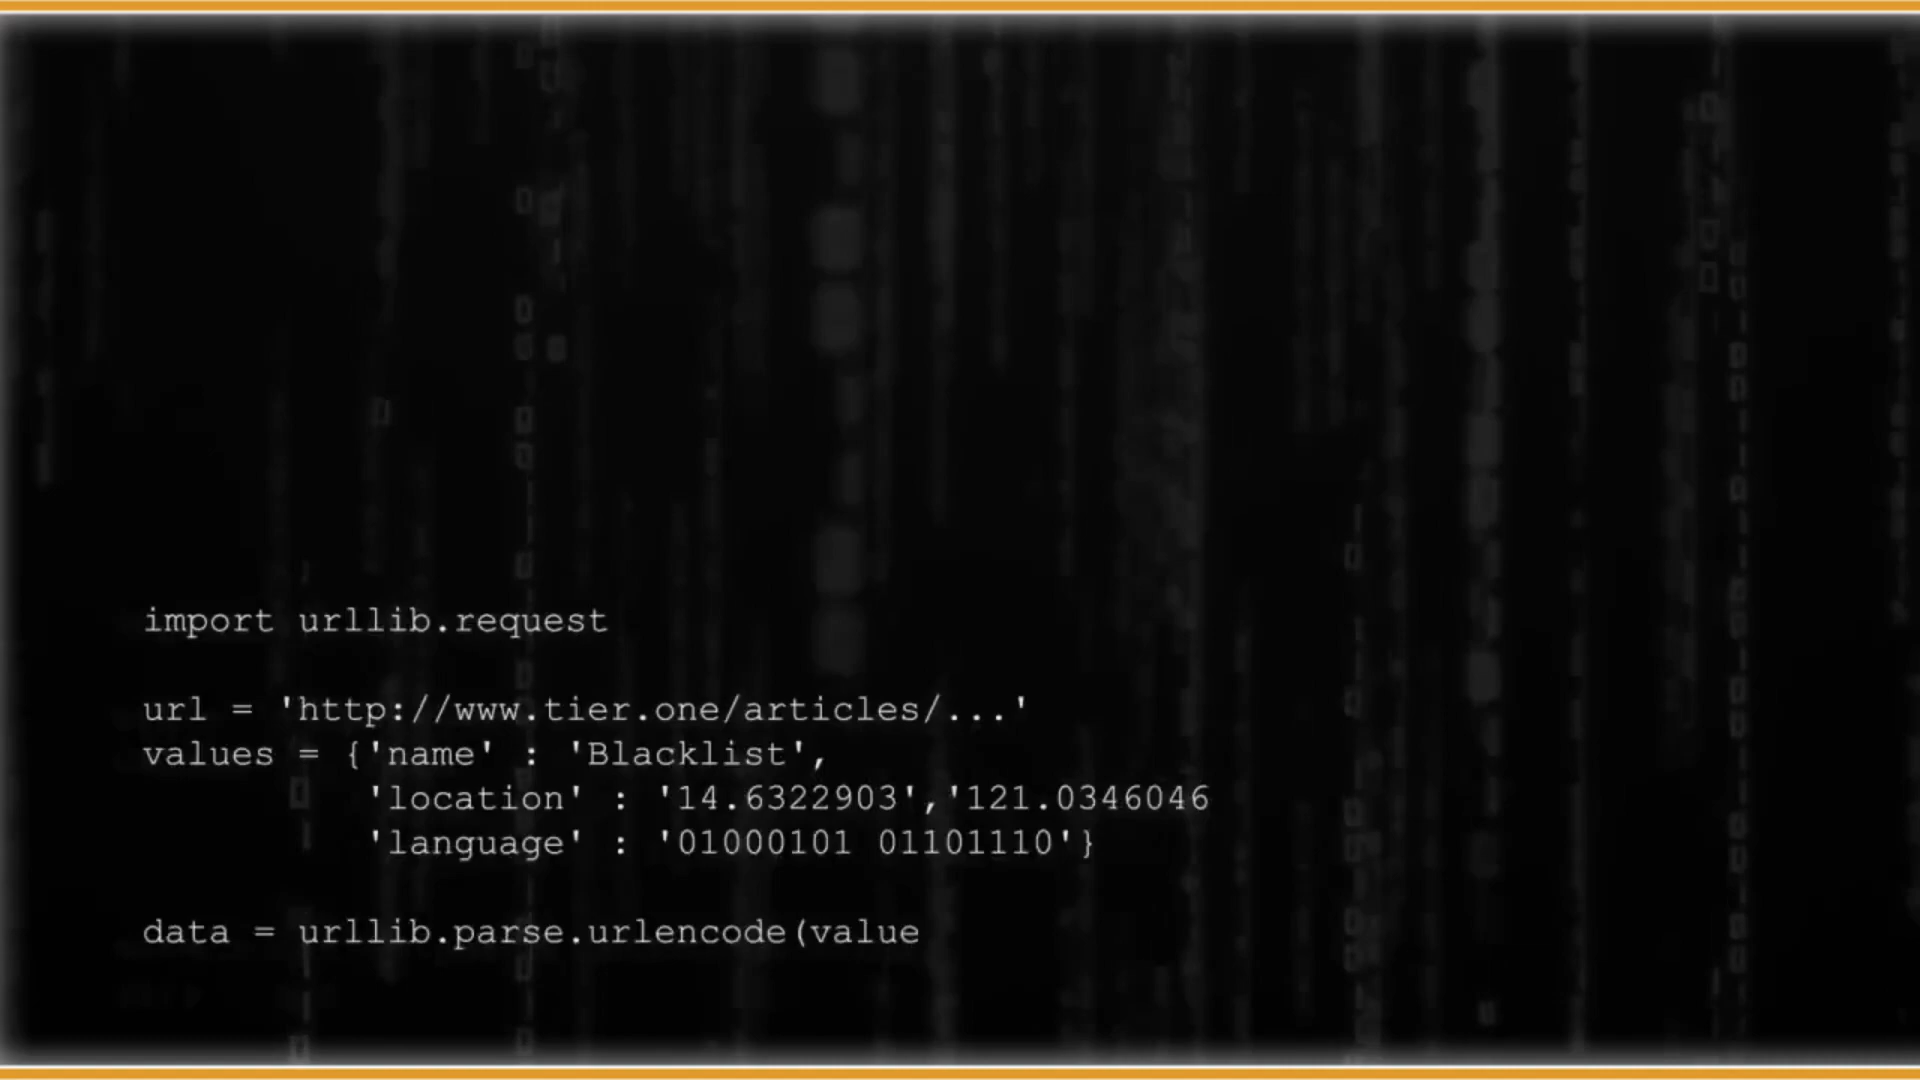 import urllib.request
url = 'http://www.tier.one/articles/...'
values = {'name' : 'Blacklist',
'location' : '14.6322903','121.0346046
'language' : '01000101 01101110'}
data = urllib.parse.urlencode(value